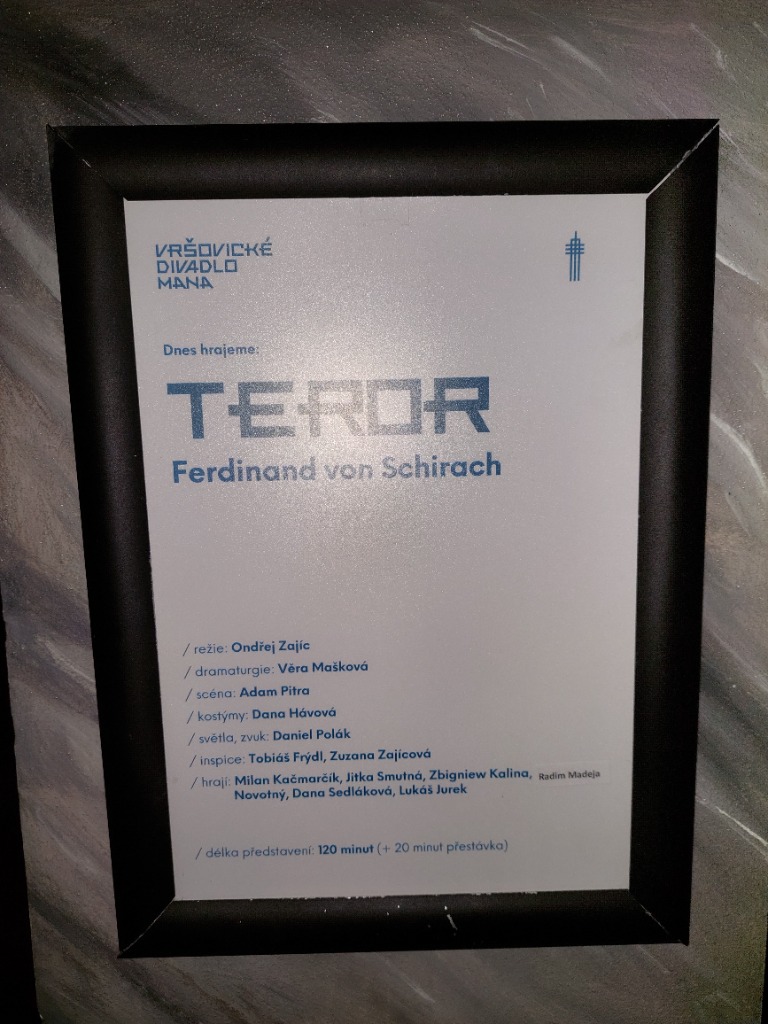 VRŠOVICKÉ
DIVADLO
MANA
Dnes hrajeme:
TEROR
Ferdinand von Schirach
/ režie: Ondřej Zajíc
/ dramaturgie: Věra Mašková
/ scéna: Adam Pitra
/ kostýmy: Dana Hávová
/ světla, zvuk: Daniel Polák
/ inspice: Tobiáš Frýdl, Zuzana Zajícová
/ hrají: Milan Kačmarčík, Jitka Smutná, Zbigniew Kalina, Radim Madeja
Novotný, Dana Sedláková, Lukáš Jurek
/ délka představení: 120 minut (+ 20 minut přestávka)